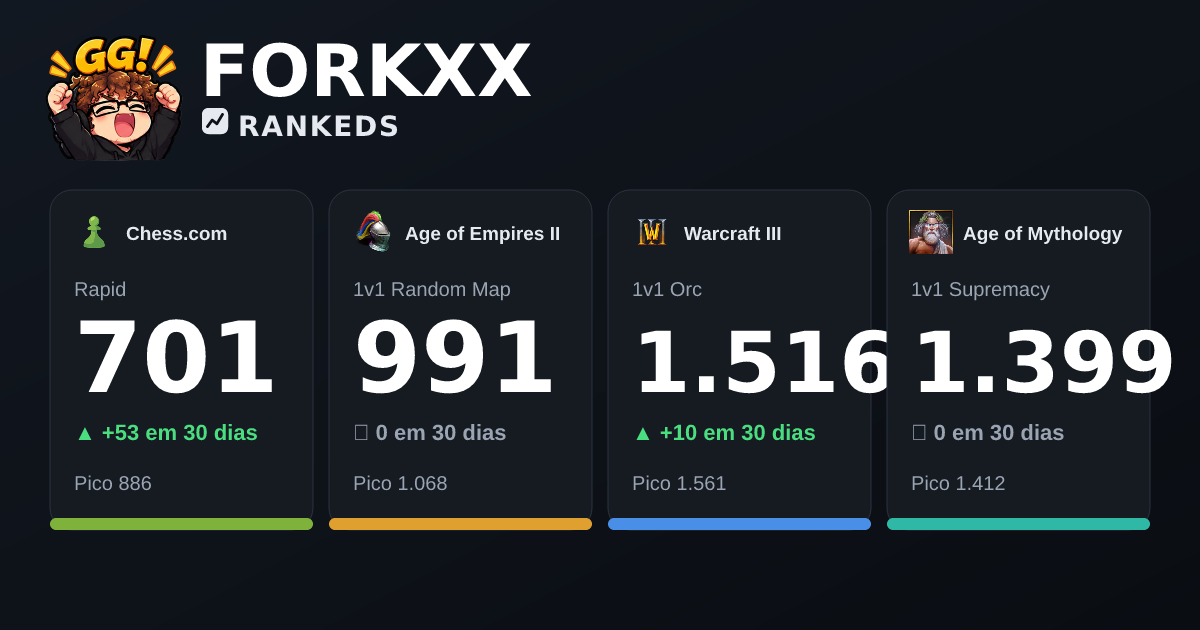 GG!
FORKXX
RANKEDS
Chess.com
Rapid
701
▲ +53 em 30 dias
Pico 886
Age of Empires II
1v1 Random Map
991
0 em 30 dias
Pico 1.068
W
Warcraft III
1v1 Orc
1.516
▲ +10 em 30 dias
Pico 1.561
Age of Mythology
1v1 Supremacy
1.399
0 em 30 dias
Pico 1.412